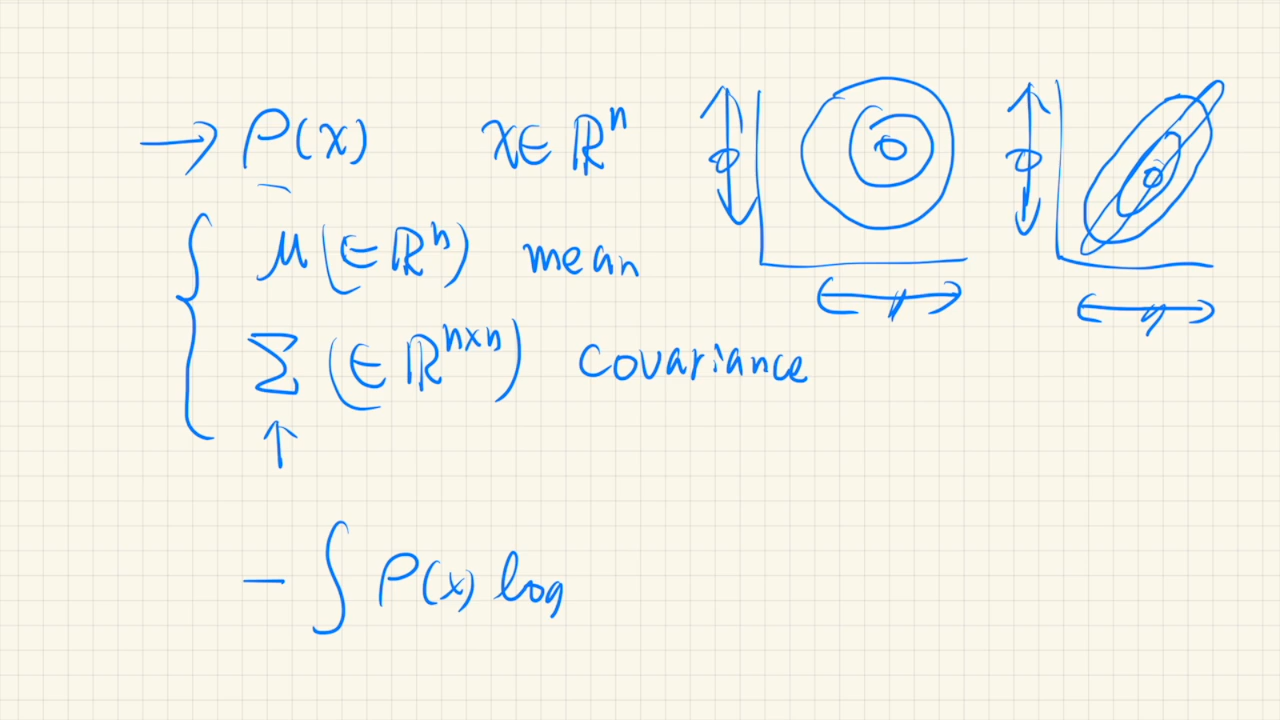 → P(x) x ∈ ℝⁿ
μ (∈ ℝⁿ) mean
Σ (∈ ℝⁿˣⁿ) covariance
↑
− ∫ P(x) log